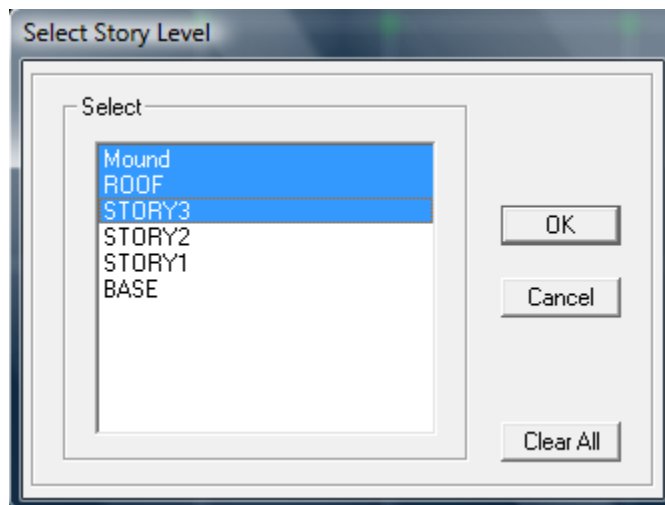 Select Story Level
Select
Mound
ROOF
STORY3
STORY2
STORY1
BASE
OK
Cancel
Clear All